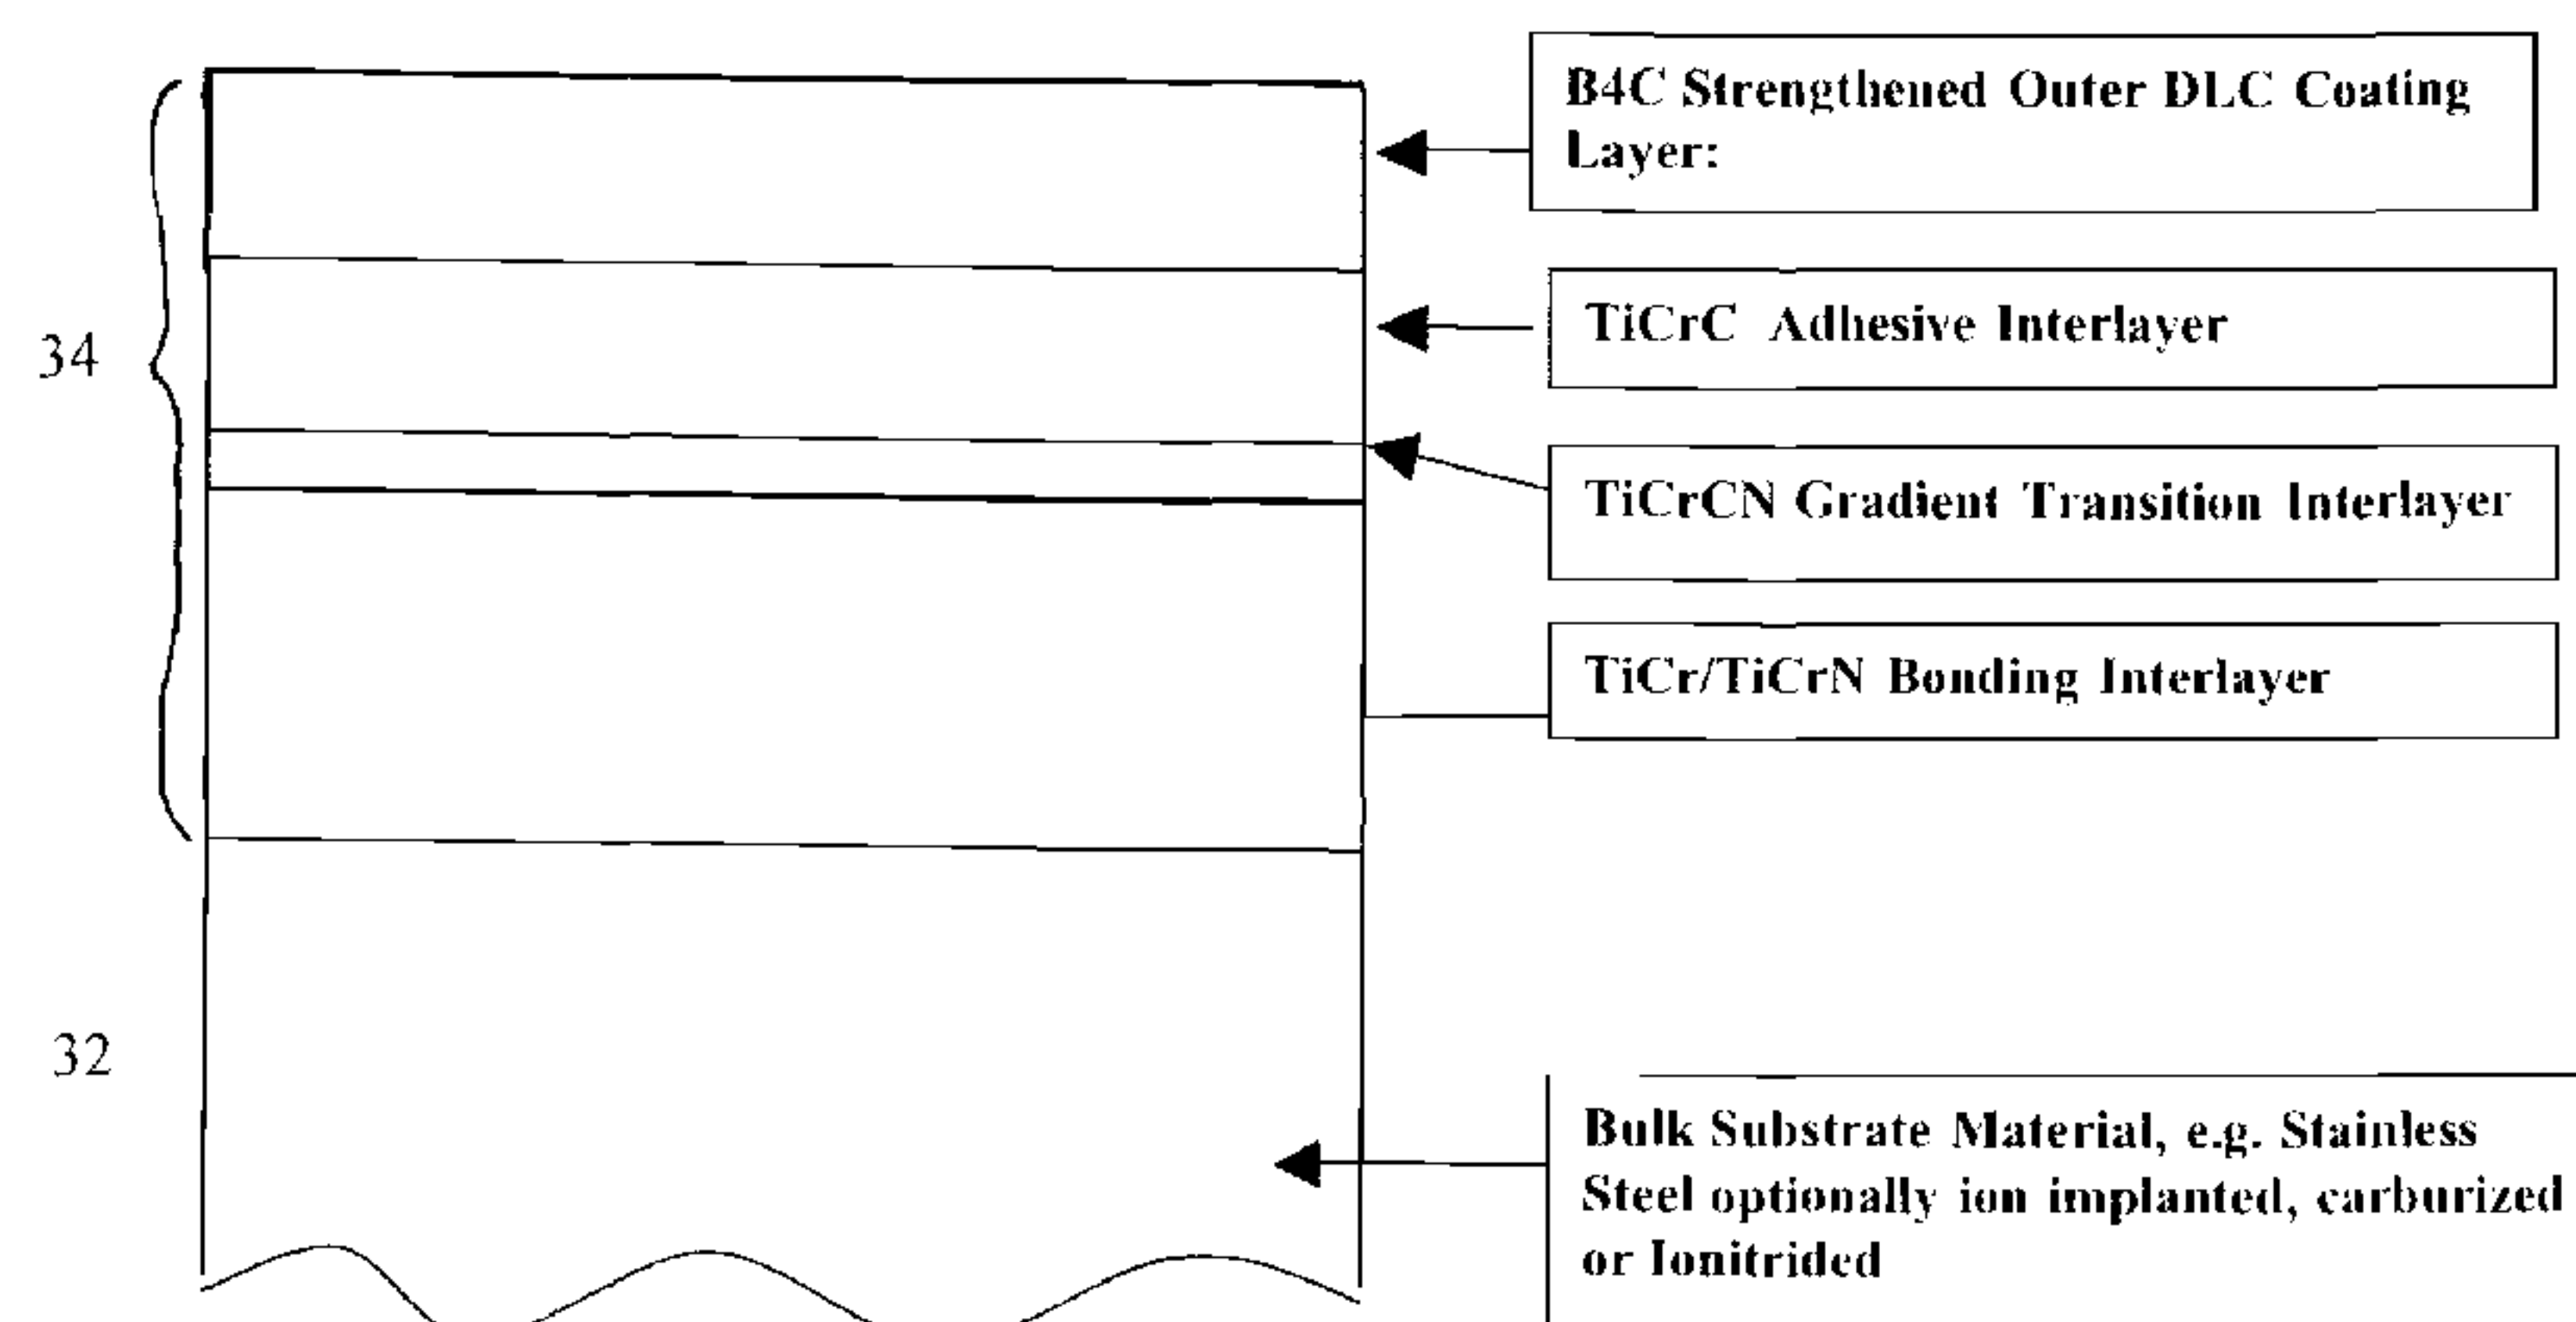 B4C Strengthened Outer DLC Coating
Layer:
TiCrC Adhesive Interlayer
34
TiCrCN Gradient Transition Interlayer
TiCr/TiCrN Bonding Interlayer
32
Bulk Substrate Material, e.g. Stainless
Steel optionally ion implanted, carburized
or Ionitrided